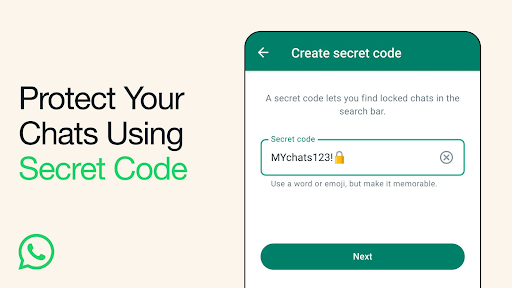 Protect Your
Chats Using
Secret Code
Create secret code
A secret code lets you find locked chats in the
search bar.
Secret code
MYchats123!🔒
Use a word or emoji, but make it memorable.
Next